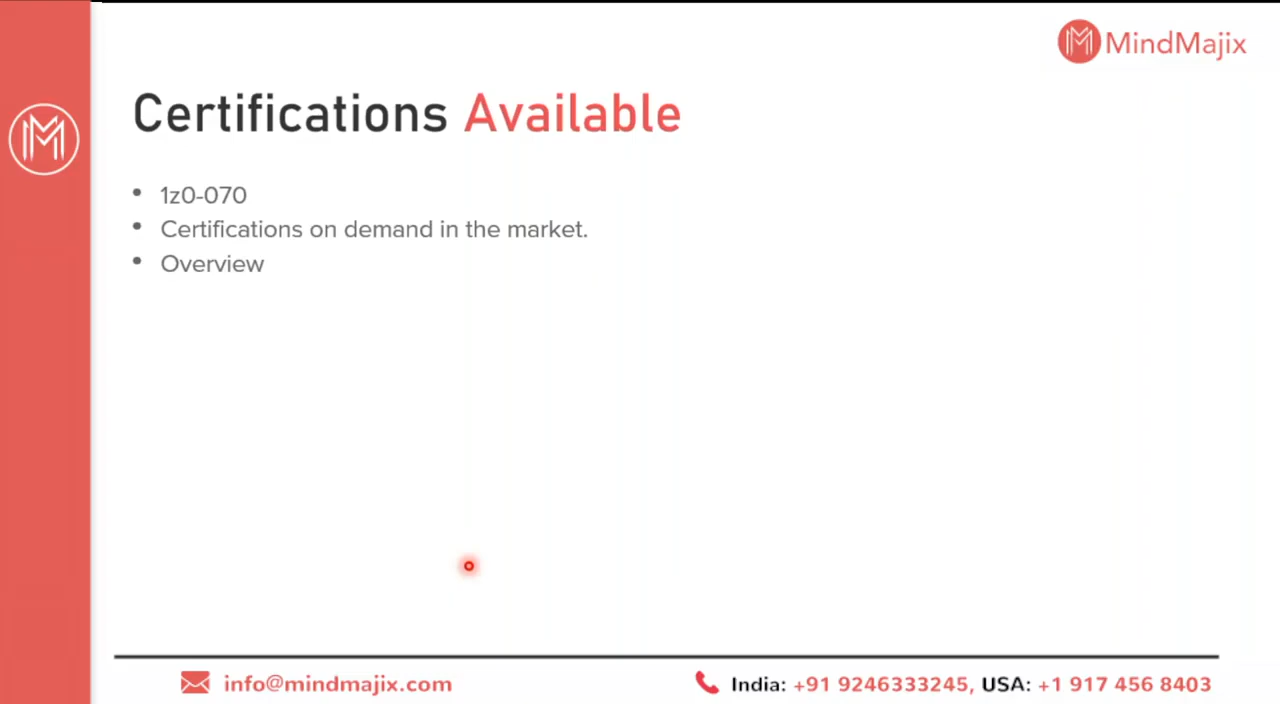 MindMajix
Certifications Available
• 1z0-070
• Certifications on demand in the market.
• Overview
info@mindmajix.com
India: +91 9246333245, USA: +1 917 456 8403